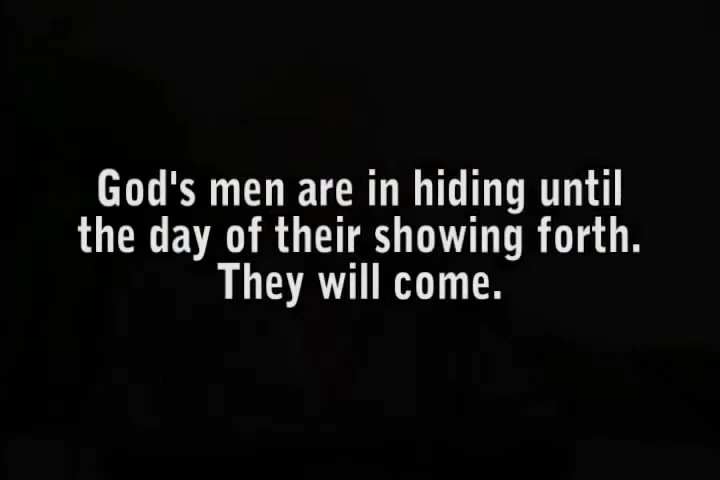 God's men are in hiding until
the day of their showing forth.
They will come.